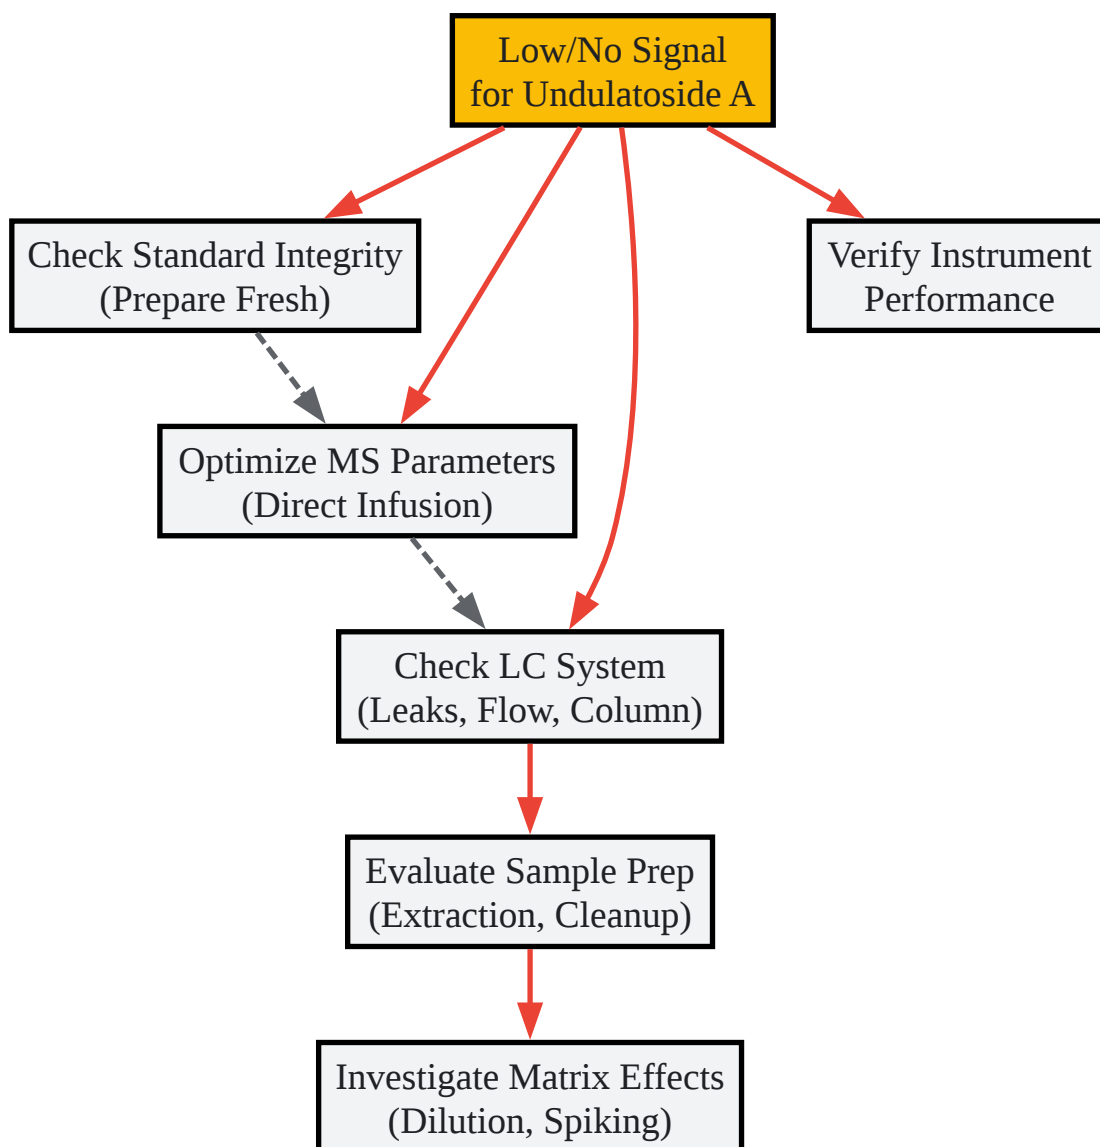 Low/No Signal
for Undulatoside A
Check Standard Integrity
(Prepare Fresh)
Verify Instrument
Performance
Optimize MS Parameters
(Direct Infusion)
Check LC System
(Leaks, Flow, Column)
Evaluate Sample Prep
(Extraction, Cleanup)
Investigate Matrix Effects
(Dilution, Spiking)